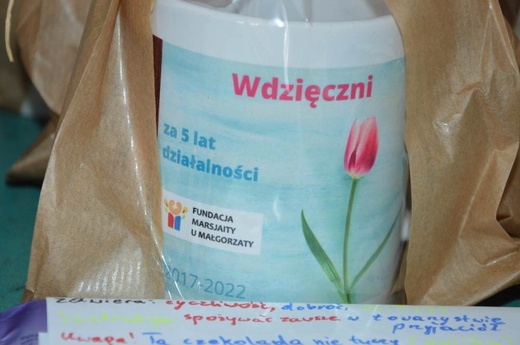 Wdzięczni
za 5 lat
działalności
FUNDACJA
MARSJAITY
U MAŁGORZATY
2017-2022
życzliwość, dobroć,
spożywać zawsze w towarzystwie
przyjaciół
Uwaga! Ta czekolada nie tuczy